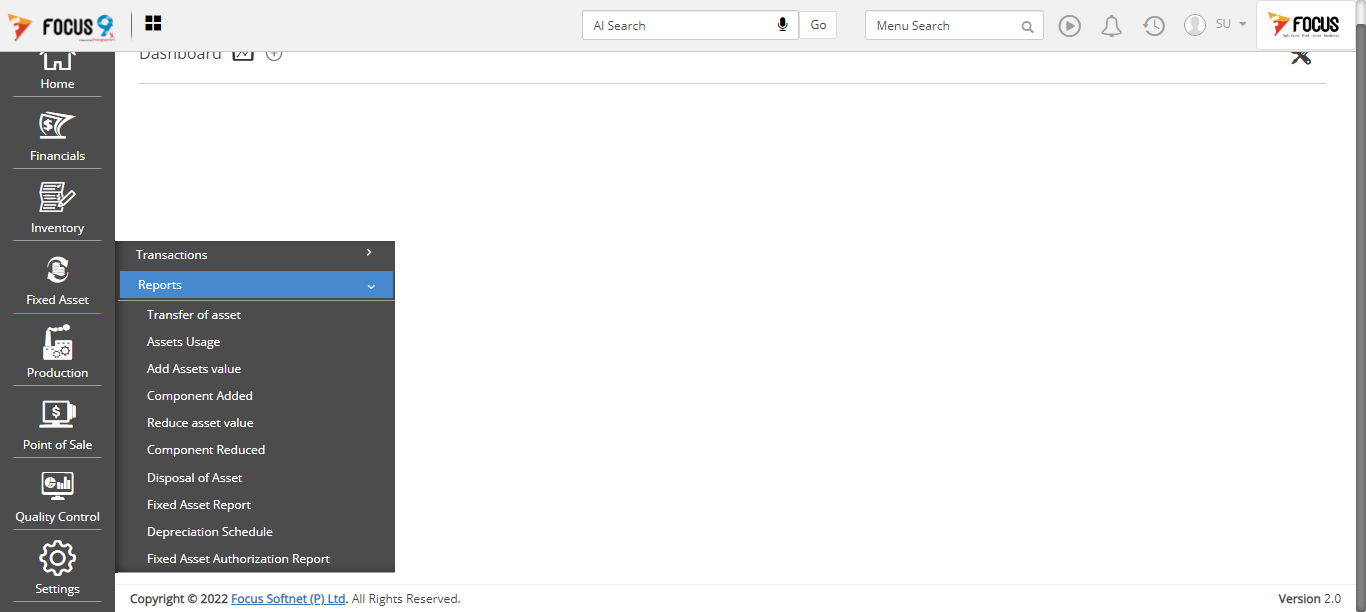 FOCUS 9
AI Search
Go
Menu Search
SU
FOCUS
Dashboard
Home
Financials
Inventory
Fixed Asset
Production
Point of Sale
Quality Control
Settings
Transactions
Reports
Transfer of asset
Assets Usage
Add Assets value
Component Added
Reduce asset value
Component Reduced
Disposal of Asset
Fixed Asset Report
Depreciation Schedule
Fixed Asset Authorization Report
Copyright © 2022 Focus Softnet (P) Ltd. All Rights Reserved.
Version 2.0